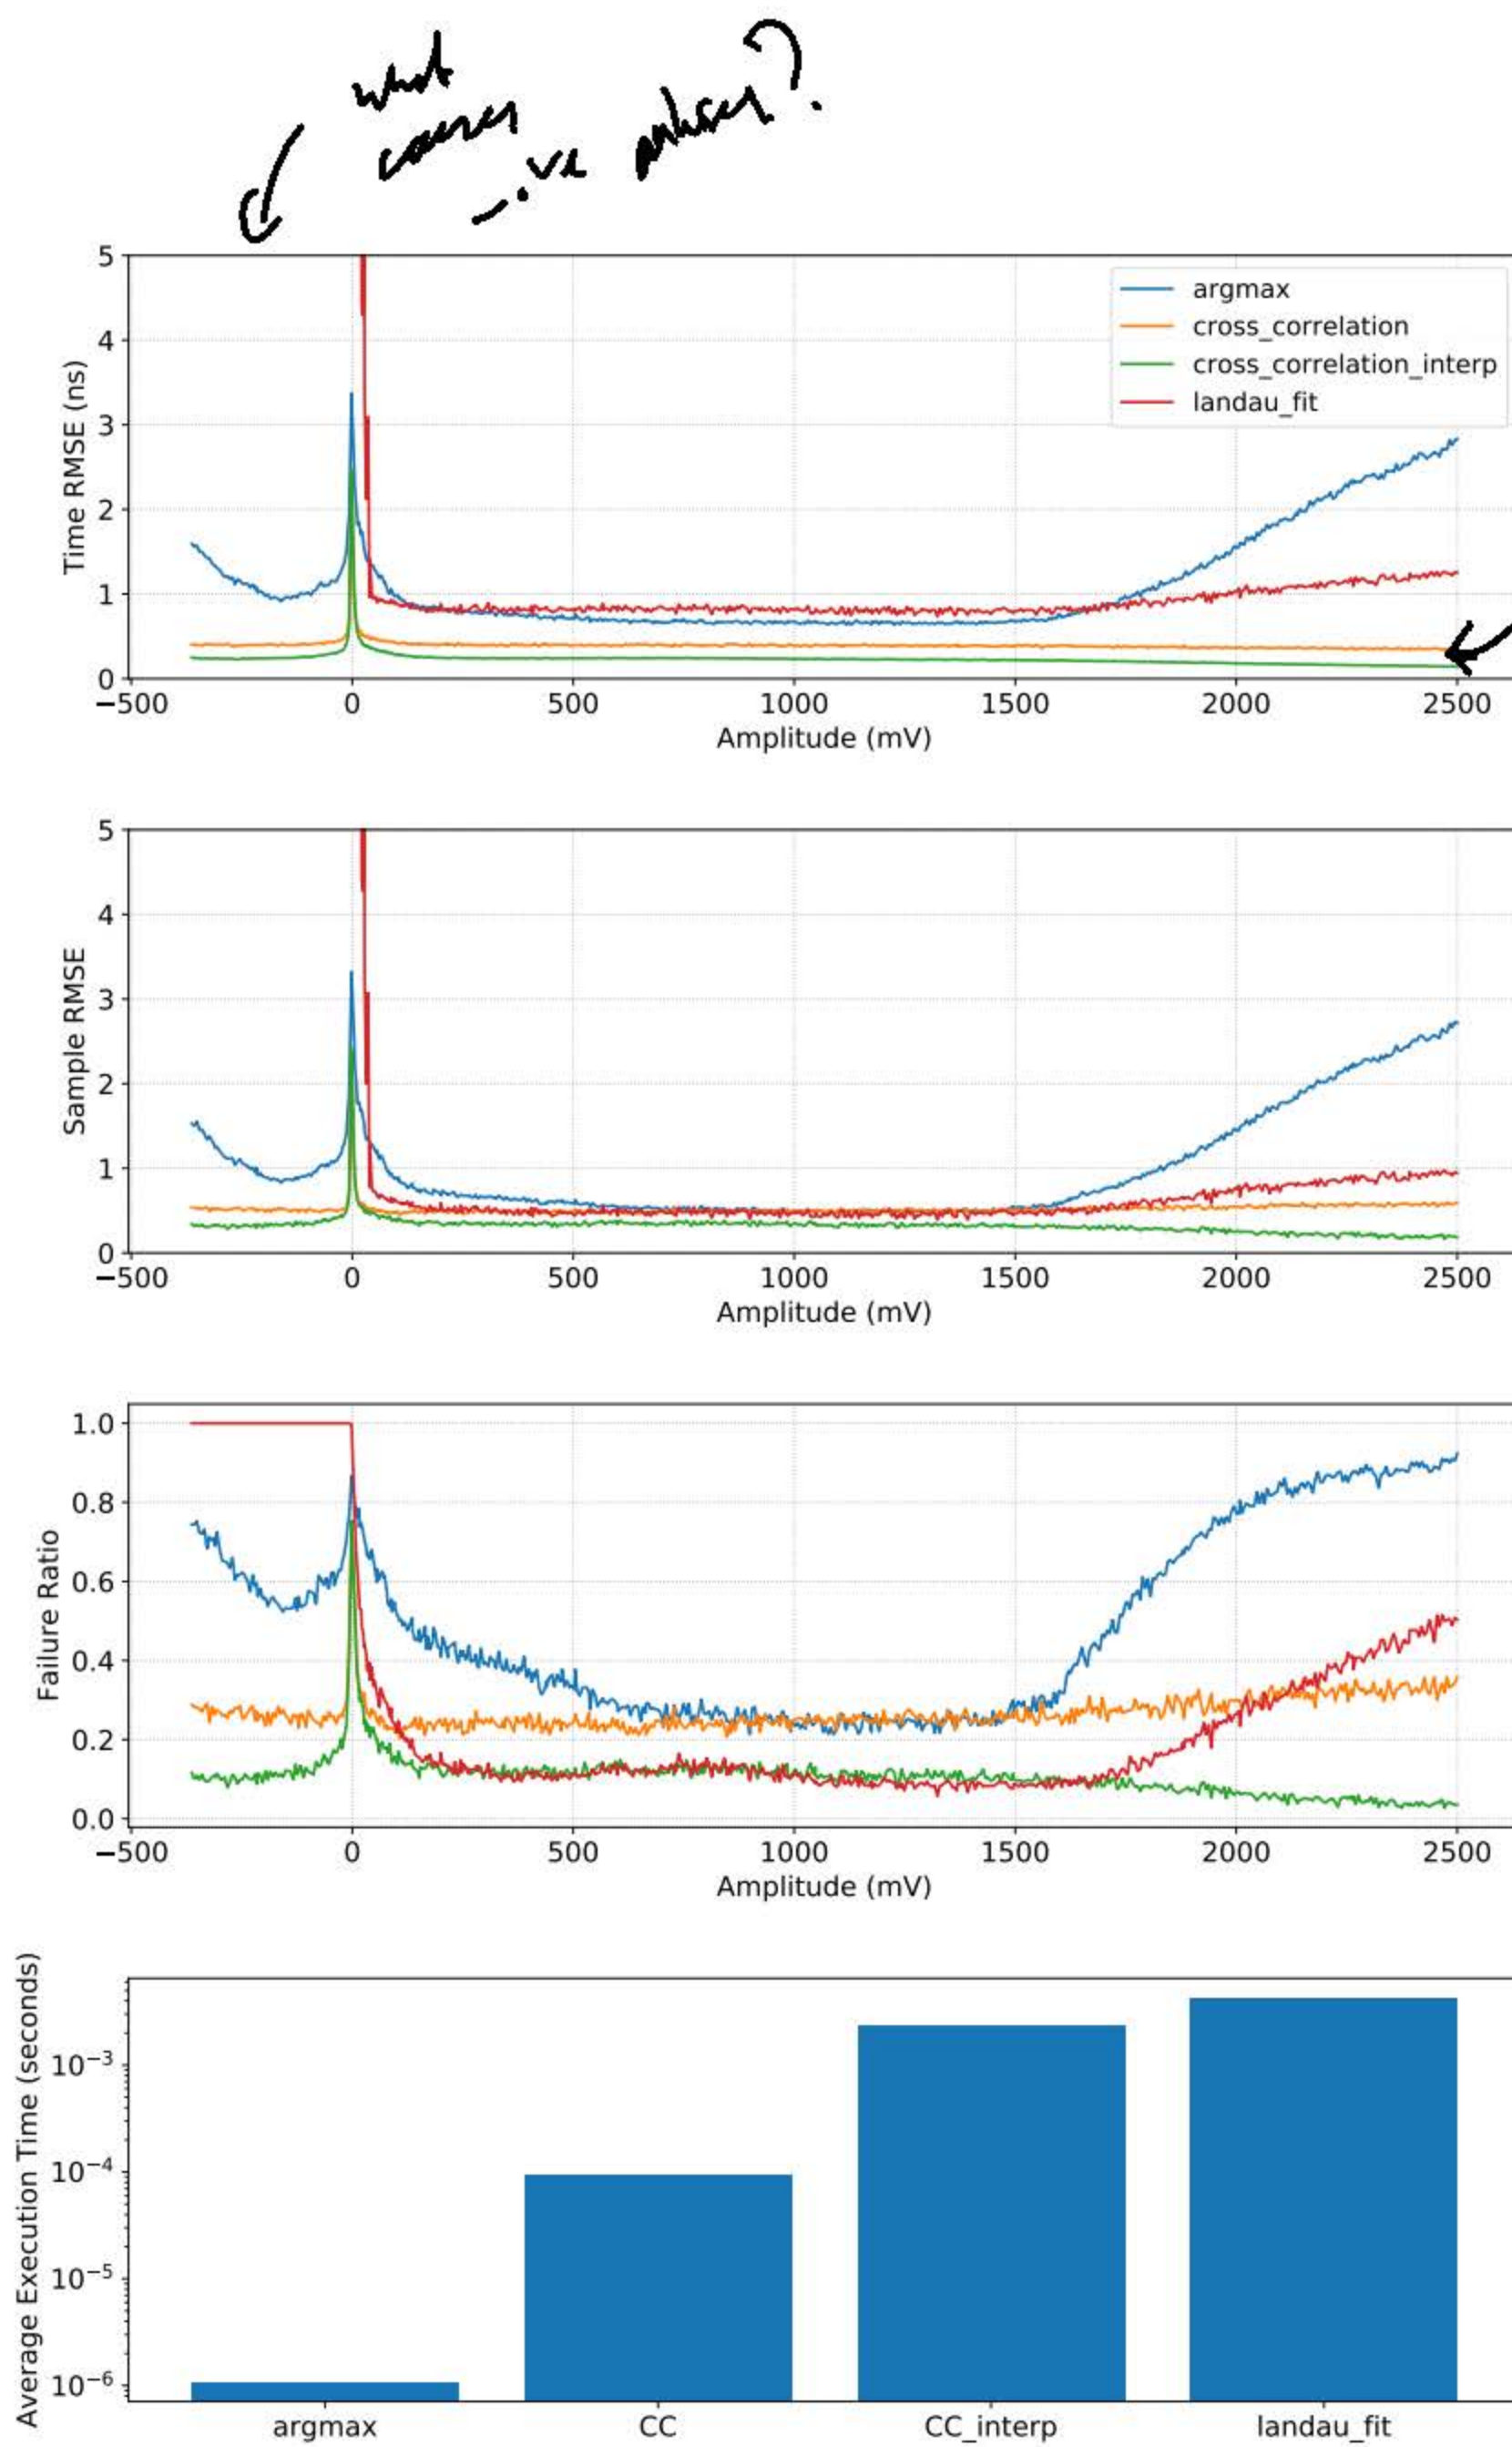 what
causes
-ve pulses?
5
4
3
2
1
0
Time RMSE (ns)
argmax
cross_correlation
cross_correlation_interp
landau_fit
−500 0 500 1000 1500 2000 2500
Amplitude (mV)
5
4
3
2
1
0
Sample RMSE
−500 0 500 1000 1500 2000 2500
Amplitude (mV)
1.0
0.8
0.6
0.4
0.2
0.0
Failure Ratio
−500 0 500 1000 1500 2000 2500
Amplitude (mV)
Average Execution Time (seconds)
10⁻³
10⁻⁴
10⁻⁵
10⁻⁶
argmax CC CC_interp landau_fit